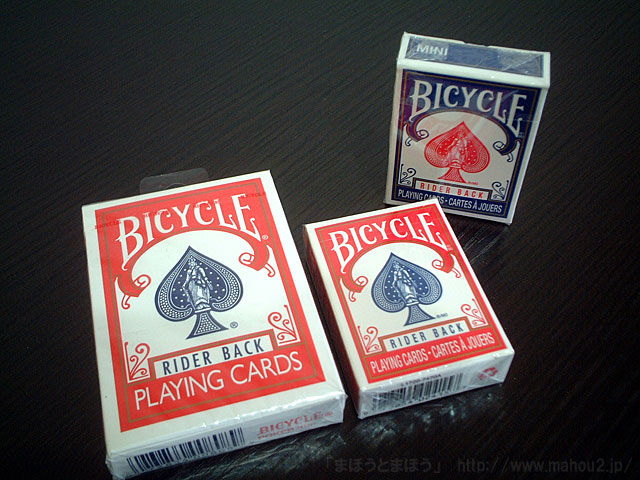 MINI
BICYCLE
RIDER BACK
PLAYING CARDS • CARTES À JOUERS
BICYCLE®
RIDER BACK
PLAYING CARDS
BICYCLE®
BICYCLE
RIDER BACK
PLAYING CARDS • CARTES À JOUERS
「まほうとまほう」 http://www.mahou2.jp/